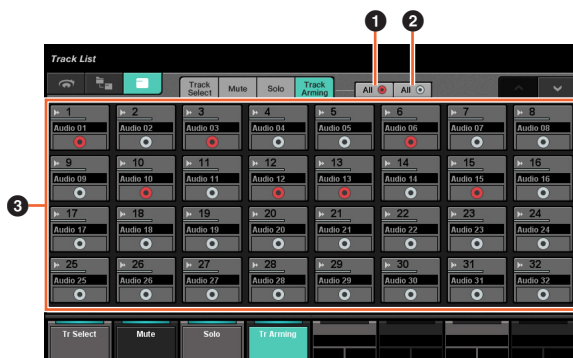 1 2
Track List
Track Select Mute Solo Track Arming All All
1 2 3 4 5 6 7 8
Audio 01 Audio 02 Audio 03 Audio 04 Audio 05 Audio 06 Audio 07 Audio 08
9 10 11 12 13 14 15 16
Audio 09 Audio 10 Audio 11 Audio 12 Audio 13 Audio 14 Audio 15 Audio 16
3
17 18 19 20 21 22 23 24
Audio 17 Audio 18 Audio 19 Audio 20 Audio 21 Audio 22 Audio 23 Audio 24
25 26 27 28 29 30 31 32
Audio 25 Audio 26 Audio 27 Audio 28 Audio 29 Audio 30 Audio 31 Audio 32
Tr Select Mute Solo Tr Arming